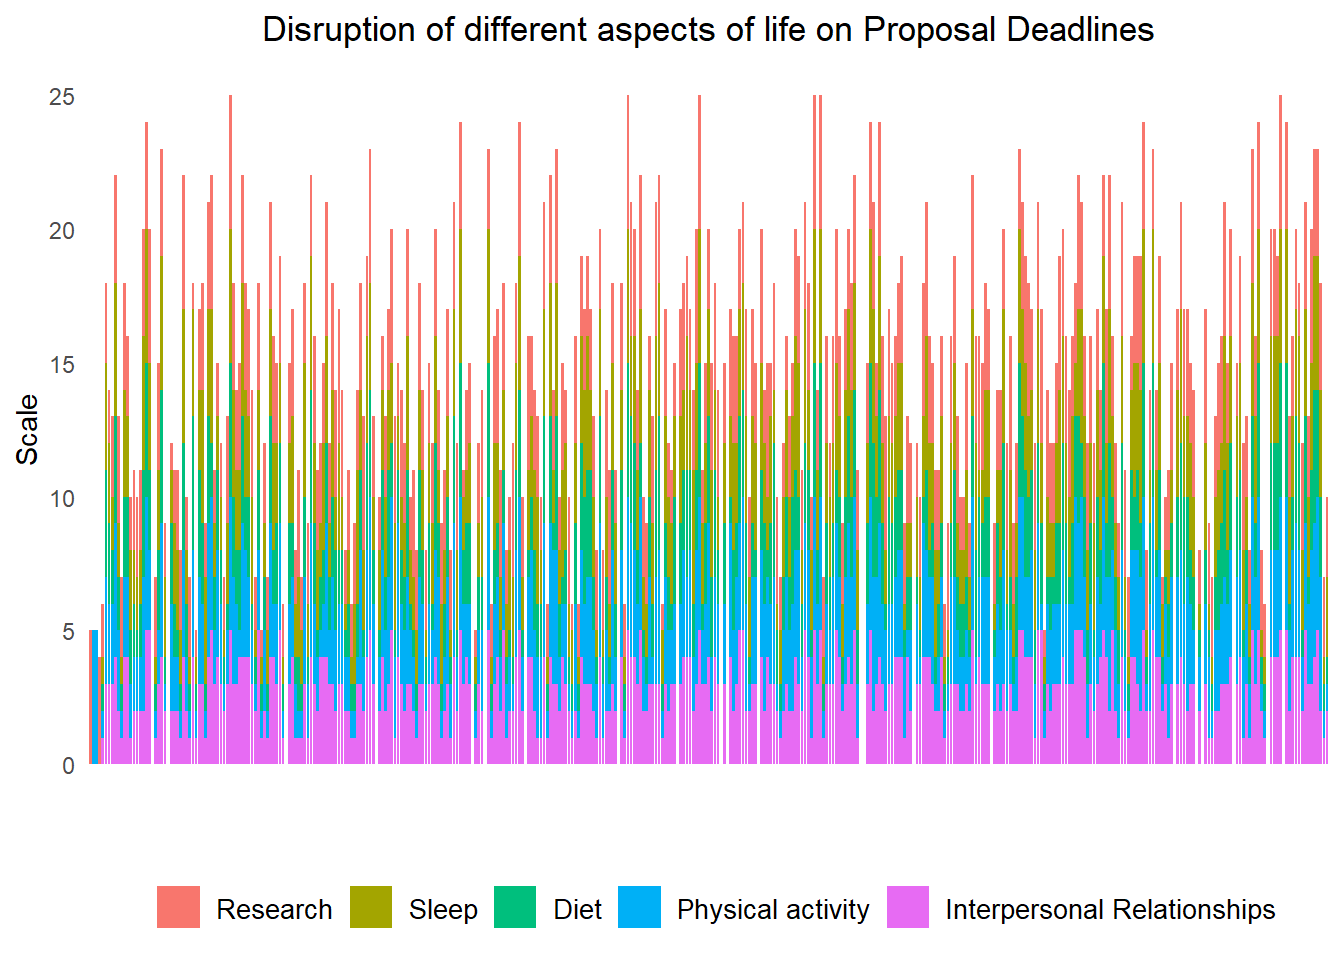 Disruption of different aspects of life on Proposal Deadlines
25
20
15
10
5
0
Scale
Research Sleep Diet Physical activity Interpersonal Relationships